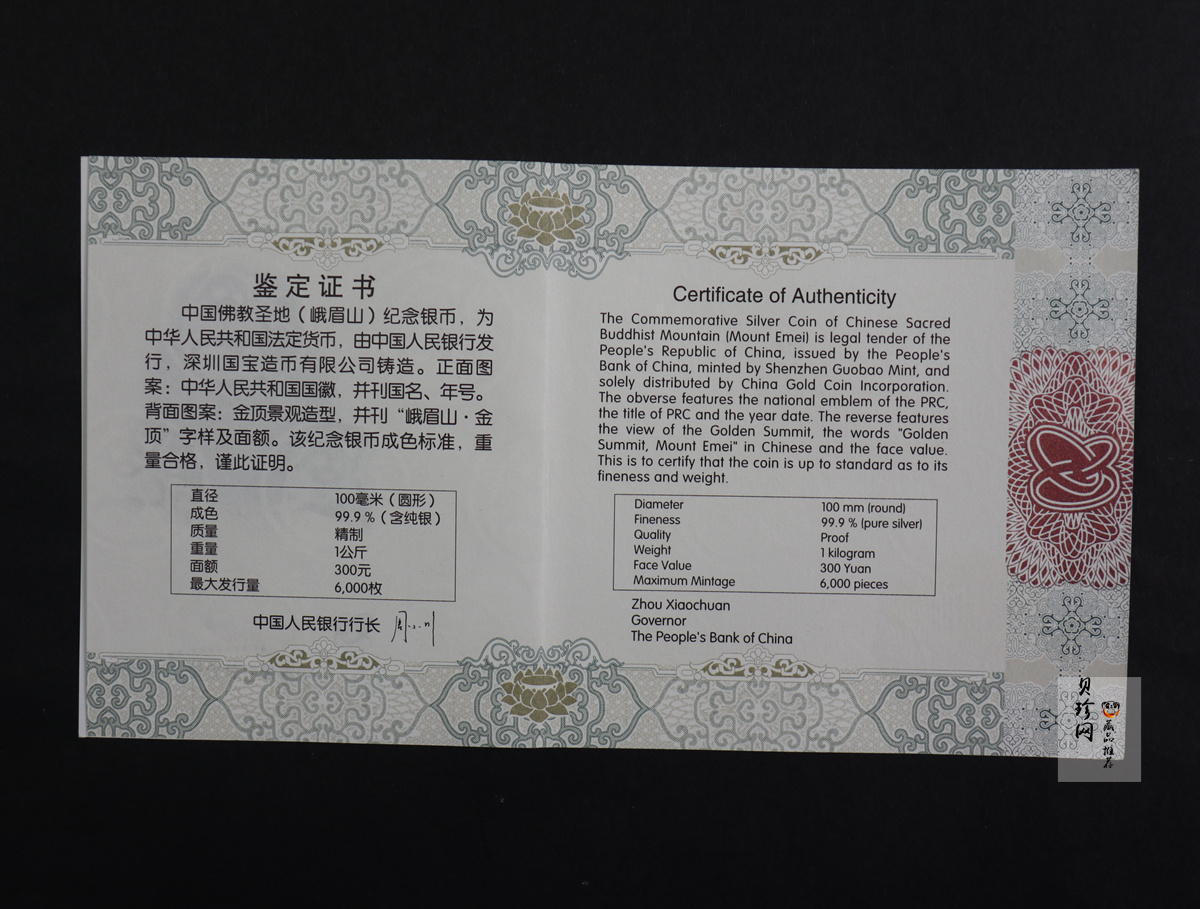 鉴定证书
中国佛教圣地（峨眉山）纪念银币，为
中华人民共和国法定货币，由中国人民银行发
行，深圳国宝造币有限公司铸造。正面图
案：中华人民共和国国徽，并刊国名、年号。
背面图案：金顶景观造型，并刊“峨眉山·金
顶”字样及面额。该纪念银币成色标准，重
量合格，谨此证明。
直径 100毫米（圆形）
成色 99.9％（含纯银）
质量 精制
重量 1公斤
面额 300元
最大发行量 6,000枚
中国人民银行行长 周小川
Certificate of Authenticity
The Commemorative Silver Coin of Chinese Sacred
Buddhist Mountain (Mount Emei) is legal tender of the
People's Republic of China, issued by the People's
Bank of China, minted by Shenzhen Guobao Mint, and
solely distributed by China Gold Coin Incorporation.
The obverse features the national emblem of the PRC,
the title of PRC and the year date. The reverse features
the view of the Golden Summit, the words "Golden
Summit, Mount Emei" in Chinese and the face value.
This is to certify that the coin is up to standard as to its
fineness and weight.
Diameter 100 mm (round)
Fineness 99.9 % (pure silver)
Quality Proof
Weight 1 kilogram
Face Value 300 Yuan
Maximum Mintage 6,000 pieces
Zhou Xiaochuan
Governor
The People's Bank of China
贝珍网
藏品推荐